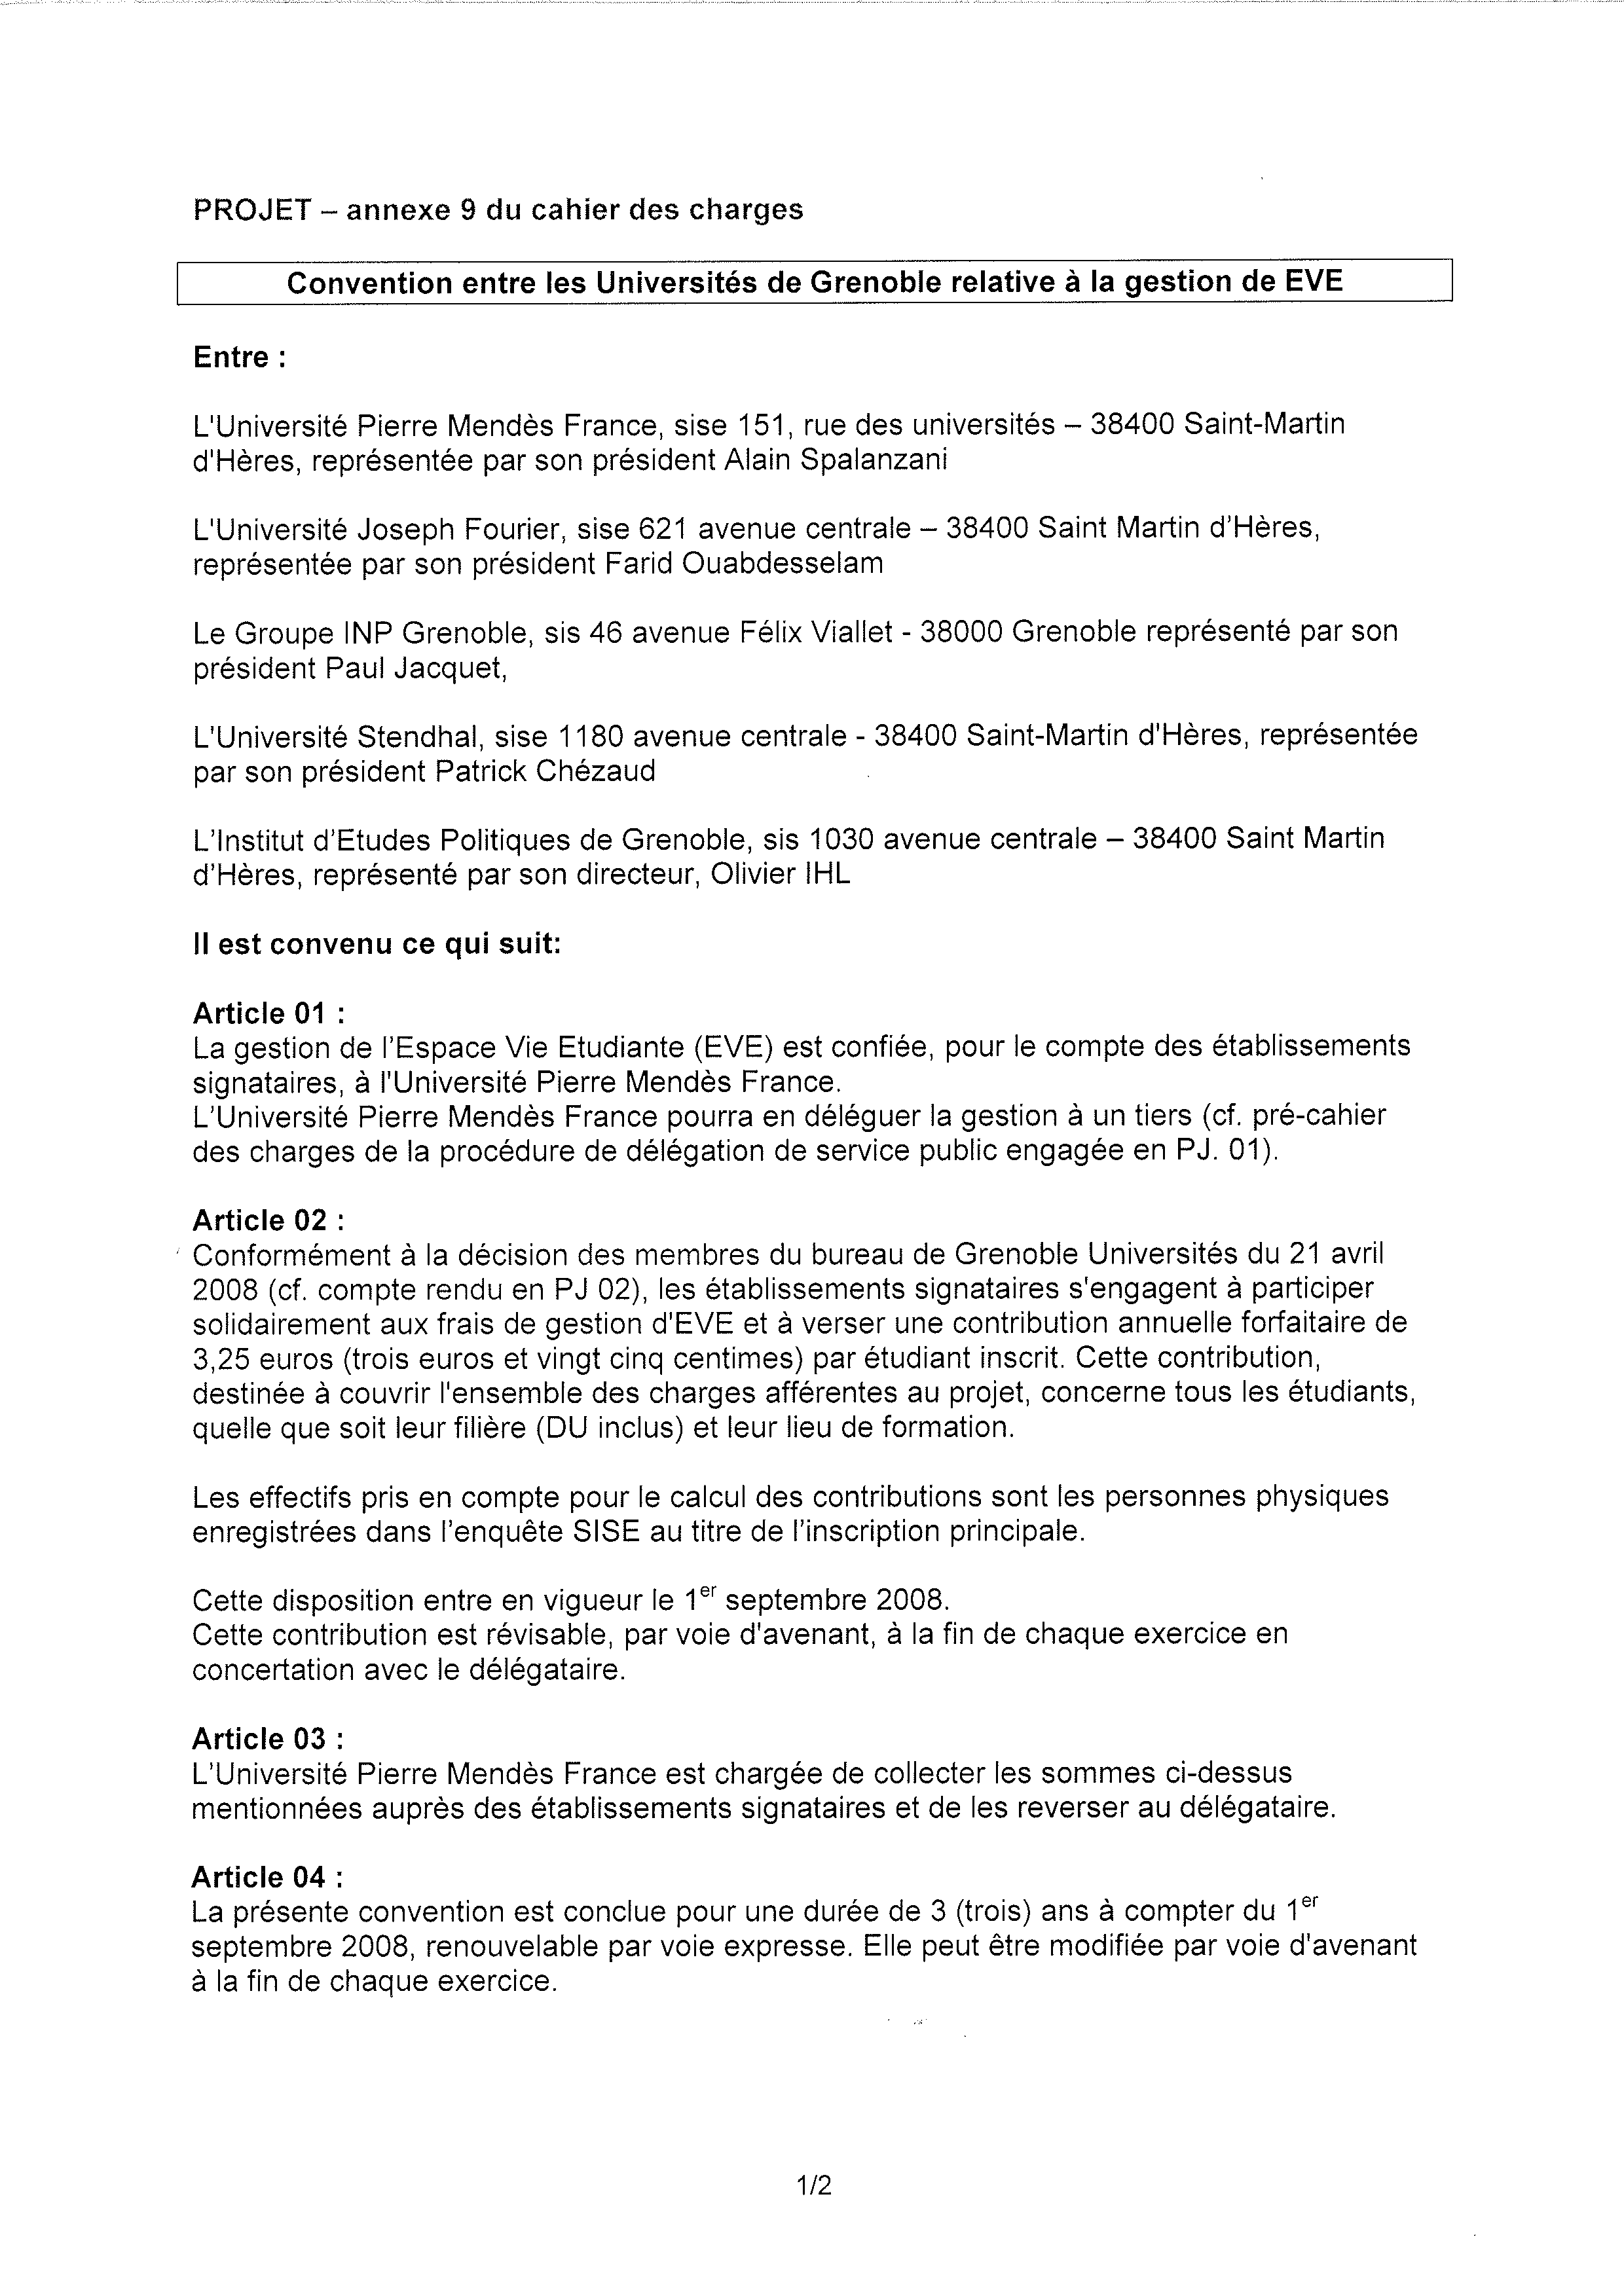 PROJET – annexe 9 du cahier des charges
Convention entre les Universités de Grenoble relative à la gestion de EVE
Entre :
L'Université Pierre Mendès France, sise 151, rue des universités – 38400 Saint-Martin
d'Hères, représentée par son président Alain Spalanzani
L'Université Joseph Fourier, sise 621 avenue centrale – 38400 Saint Martin d'Hères,
représentée par son président Farid Ouabdesselam
Le Groupe INP Grenoble, sis 46 avenue Félix Viallet - 38000 Grenoble représenté par son
président Paul Jacquet,
L'Université Stendhal, sise 1180 avenue centrale - 38400 Saint-Martin d'Hères, représentée
par son président Patrick Chézaud
L'Institut d'Etudes Politiques de Grenoble, sis 1030 avenue centrale – 38400 Saint Martin
d'Hères, représenté par son directeur, Olivier IHL
Il est convenu ce qui suit:
Article 01 :
La gestion de l'Espace Vie Etudiante (EVE) est confiée, pour le compte des établissements
signataires, à l'Université Pierre Mendès France.
L'Université Pierre Mendès France pourra en déléguer la gestion à un tiers (cf. pré-cahier
des charges de la procédure de délégation de service public engagée en PJ. 01).
Article 02 :
Conformément à la décision des membres du bureau de Grenoble Universités du 21 avril
2008 (cf. compte rendu en PJ 02), les établissements signataires s'engagent à participer
solidairement aux frais de gestion d'EVE et à verser une contribution annuelle forfaitaire de
3,25 euros (trois euros et vingt cinq centimes) par étudiant inscrit. Cette contribution,
destinée à couvrir l'ensemble des charges afférentes au projet, concerne tous les étudiants,
quelle que soit leur filière (DU inclus) et leur lieu de formation.
Les effectifs pris en compte pour le calcul des contributions sont les personnes physiques
enregistrées dans l'enquête SISE au titre de l'inscription principale.
Cette disposition entre en vigueur le 1er septembre 2008.
Cette contribution est révisable, par voie d'avenant, à la fin de chaque exercice en
concertation avec le délégataire.
Article 03 :
L'Université Pierre Mendès France est chargée de collecter les sommes ci-dessus
mentionnées auprès des établissements signataires et de les reverser au délégataire.
Article 04 :
La présente convention est conclue pour une durée de 3 (trois) ans à compter du 1er
septembre 2008, renouvelable par voie expresse. Elle peut être modifiée par voie d'avenant
à la fin de chaque exercice.
1/2